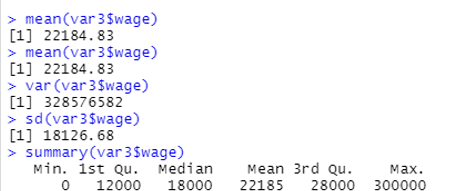 > mean(var3$wage)
[1] 22184.83
> mean(var3$wage)
[1] 22184.83
> var(var3$wage)
[1] 328576582
> sd(var3$wage)
[1] 18126.68
> summary(var3$wage)
Min. 1st Qu. Median Mean 3rd Qu. Max.
0 12000 18000 22185 28000 300000